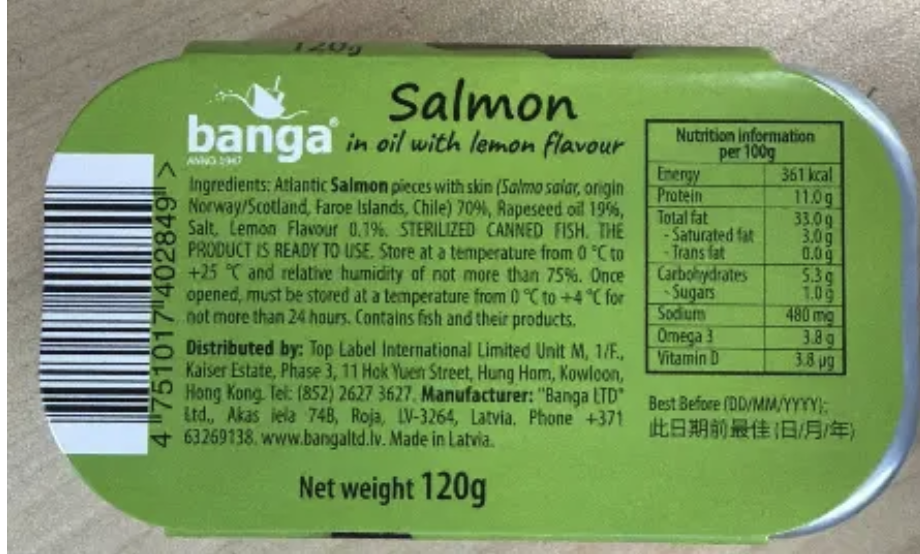 120g
Salmon
banga®
in oil with lemon flavour
ANNO 1947
Ingredients: Atlantic Salmon pieces with skin (Salmo salar, origin
Norway/Scotland, Faroe Islands, Chile) 70%, Rapeseed oil 19%,
Salt, Lemon Flavour 0.1%. STERILIZED CANNED FISH. THE
PRODUCT IS READY TO USE. Store at a temperature from 0 °C to
+25 °C and relative humidity of not more than 75%. Once
opened, must be stored at a temperature from 0 °C to +4 °C for
not more than 24 hours. Contains fish and their products.
Distributed by: Top Label International Limited Unit M, 1/F.,
Kaiser Estate, Phase 3, 11 Hok Yuen Street, Hung Hom, Kowloon,
Hong Kong. Tel: (852) 2627 3627. Manufacturer: "Banga LTD"
Ltd., Akas iela 74B, Roja, LV-3264, Latvia. Phone +371
63269138. www.bangaltd.lv. Made in Latvia.
Net weight 120g
Nutrition information
per 100g
Energy 361 kcal
Protein 11.0 g
Total fat 33.0 g
- Saturated fat 3.0 g
- Trans fat 0.0 g
Carbohydrates 5.3 g
- Sugars 1.0 g
Sodium 480 mg
Omega 3 3.8 g
Vitamin D 3.8 µg
Best Before (DD/MM/YYYY):
此日期前最佳 (日/月/年)
4 751017 402849 >